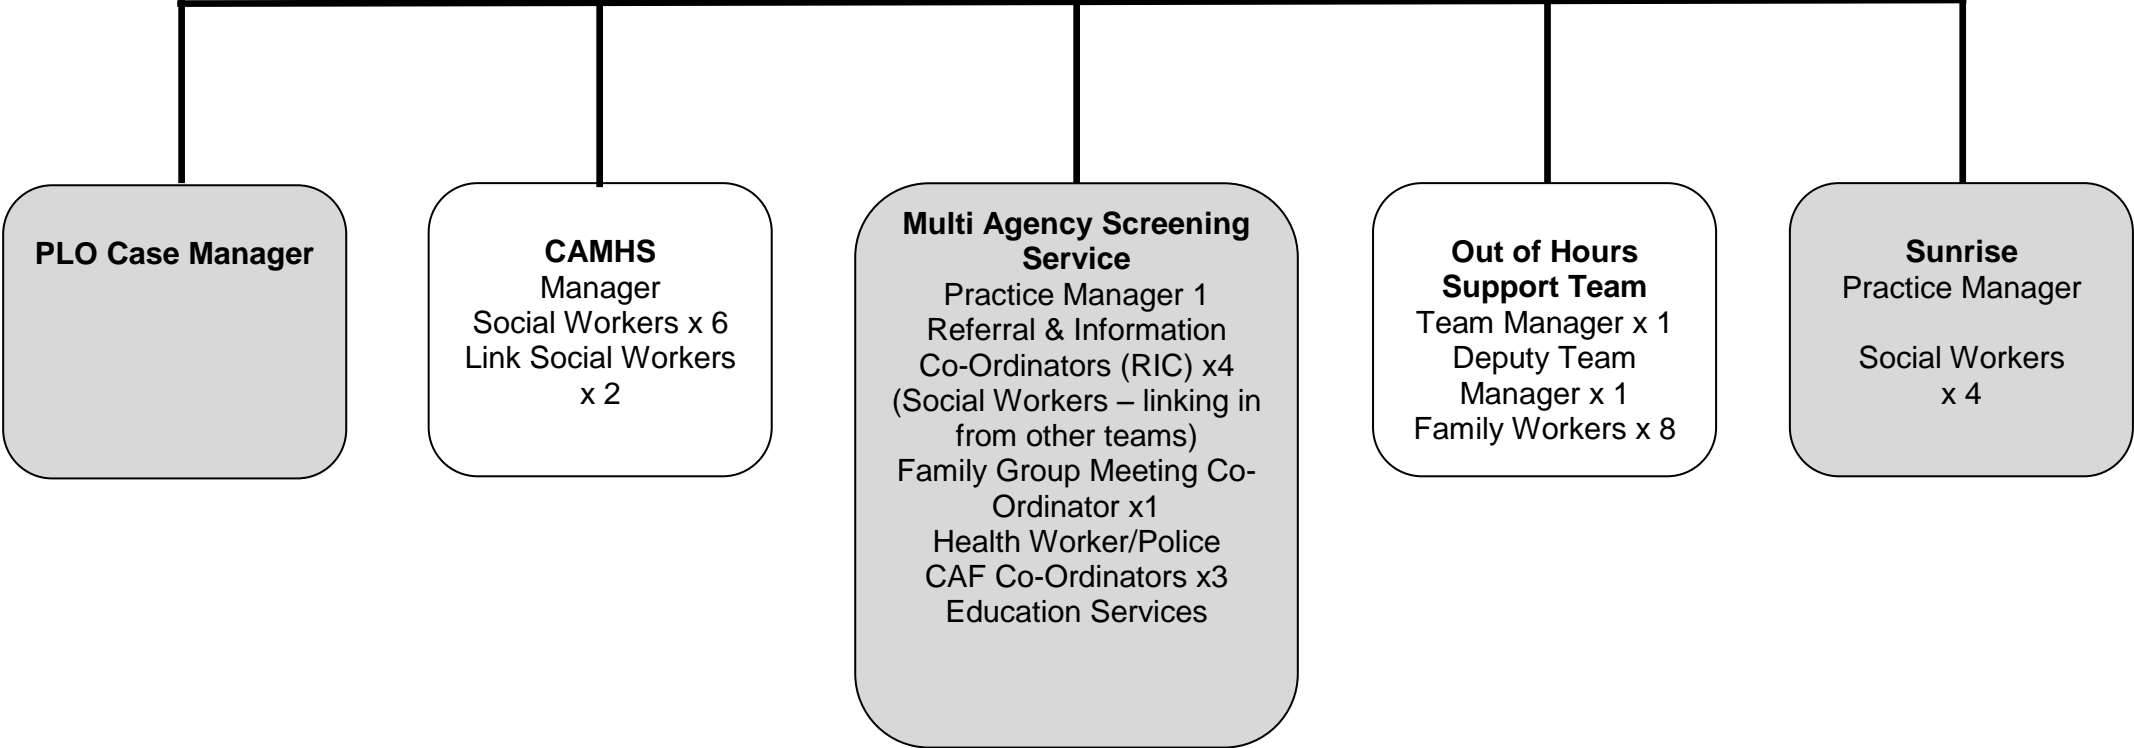 PLO Case Manager
CAMHS
Manager
Social Workers x 6
Link Social Workers
x 2
Multi Agency Screening
Service
Practice Manager 1
Referral & Information
Co-Ordinators (RIC) x4
(Social Workers – linking in
from other teams)
Family Group Meeting Co-
Ordinator x1
Health Worker/Police
CAF Co-Ordinators x3
Education Services
Out of Hours
Support Team
Team Manager x 1
Deputy Team
Manager x 1
Family Workers x 8
Sunrise
Practice Manager
Social Workers
x 4